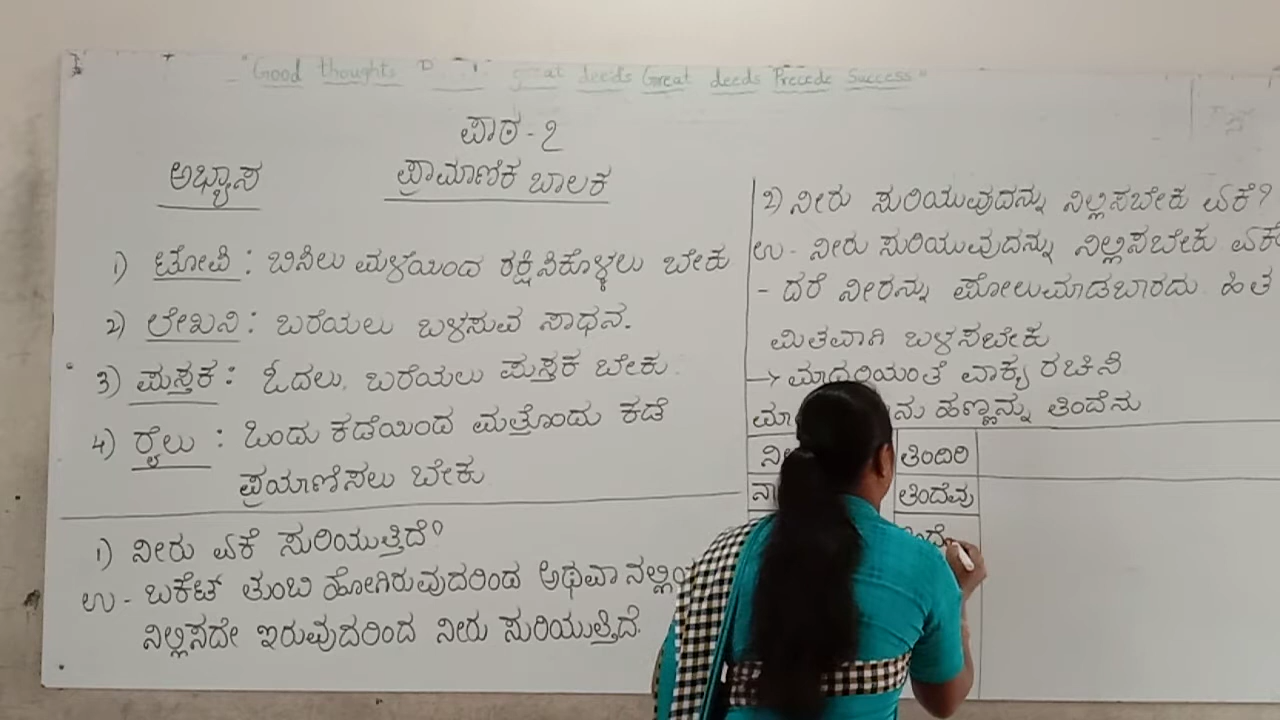 "Good thoughts great deeds Great deeds Precede Success"
ಪಾಠ - ೭
ಅಭ್ಯಾಸ ಪ್ರಾಮಾಣಿಕ ಬಾಲಕ
1) ಟೋಪಿ : ಬಿಸಿಲು ಮಳೆಯಿಂದ ರಕ್ಷಿಸಿಕೊಳ್ಳಲು ಬೇಕು
2) ಲೇಖನಿ : ಬರೆಯಲು ಬಳಸುವ ಸಾಧನ.
3) ಪುಸ್ತಕ : ಓದಲು, ಬರೆಯಲು ಪುಸ್ತಕ ಬೇಕು.
4) ರೈಲು : ಒಂದು ಕಡೆಯಿಂದ ಮತ್ತೊಂದು ಕಡೆ
ಪ್ರಯಾಣಿಸಲು ಬೇಕು
1) ನೀರು ಏಕೆ ಸುರಿಯುತ್ತಿದೆ?
ಉ - ಬಕೆಟ್ ತುಂಬಿ ಹೋಗಿರುವುದರಿಂದ ಅಥವಾ
ನಿಲ್ಲಿಸದೇ ಇರುವುದರಿಂದ ನೀರು ಸುರಿಯುತ್ತಿದೆ.
2) ನೀರು ಸುರಿಯುವುದನ್ನು ನಿಲ್ಲಿಸಬೇಕು ಏಕೆ?
ಉ - ನೀರು ಸುರಿಯುವುದನ್ನು ನಿಲ್ಲಿಸಬೇಕು ಏಕೆ
- ದರೆ ನೀರನ್ನು ಪೋಲುಮಾಡಬಾರದು. ಹಿತ
ಮಿತವಾಗಿ ಬಳಸಬೇಕು
→ ಮಾದರಿಯಂತೆ ವಾಕ್ಯ ರಚಿಸಿ
ಹಣ್ಣನ್ನು ತಿಂದೆನು
ತಿಂದಿರಿ
ತಿಂದೆವು